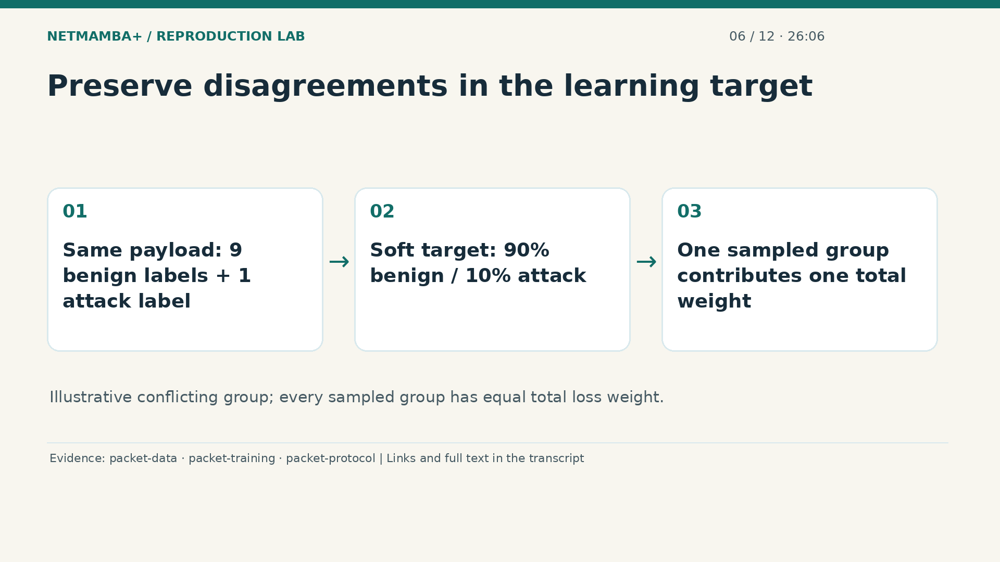 NETMAMBA+ / REPRODUCTION LAB
06 / 12 · 26:06
Preserve disagreements in the learning target
01
Same payload: 9
benign labels + 1
attack label
→
02
Soft target: 90%
benign / 10% attack
→
03
One sampled group
contributes one total
weight
Illustrative conflicting group; every sampled group has equal total loss weight.
Evidence: packet-data · packet-training · packet-protocol | Links and full text in the transcript